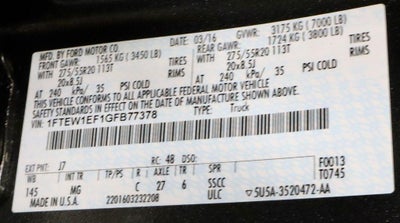 MFD. BY FORD MOTOR CO.
DATE: 03/16 GVWR: 3175 KG (7000 LB)
FRONT GAWR: 1565 KG (3450 LB) REAR GAWR: 1724 KG (3800 LB)
WITH 275/55R20 113T TIRES WITH 275/55R20 113T TIRES
20x8.5J RIMS 20x8.5J RIMS
AT 240 kPa/ 35 PSI COLD AT 240 kPa/ 35 PSI COLD
THIS VEHICLE CONFORMS TO ALL APPLICABLE FEDERAL MOTOR VEHICLE
SAFETY STANDARDS IN EFFECT ON THE DATE OF MANUFACTURE SHOWN ABOVE.
VIN: 1FTEW1EF1GFB77378 TYPE: Truck
EXT PNT: J7 RC: 48 DSO: F0013
WB INT TR TP/PS R AXLE TR SPR T0745
145 MG C 27 6 SSCC
MADE IN U.S.A. 2201603232208 ULC 5U5A-3520472-AA